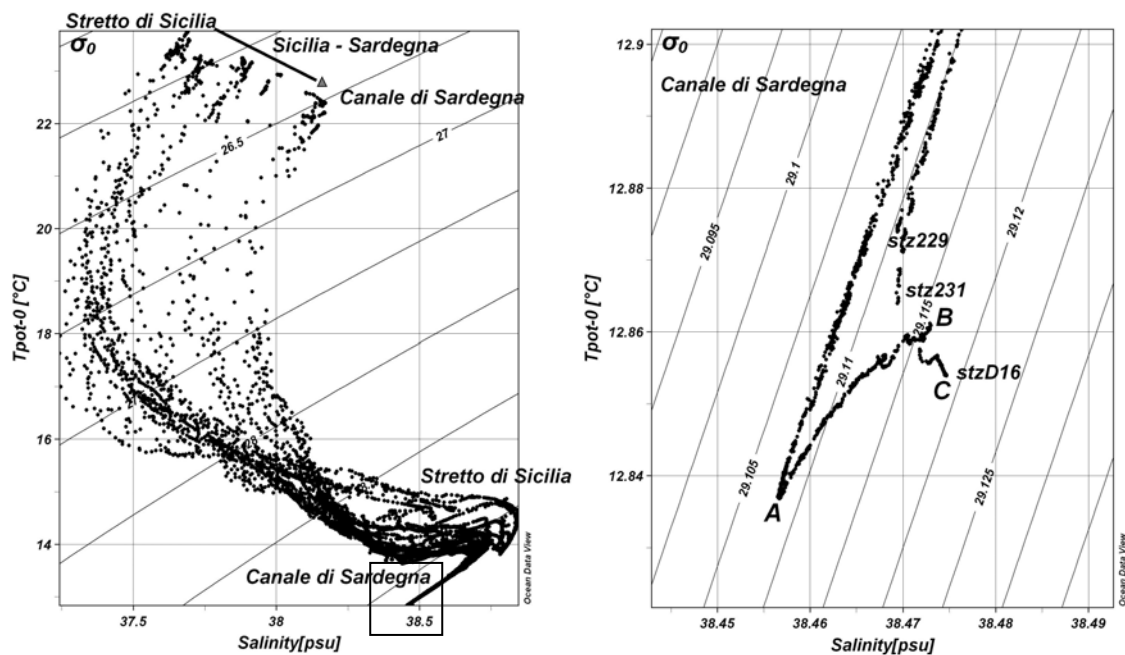 Stretto di Sicilia
σ₀
Sicilia - Sardegna
Canale di Sardegna
26.5
27
28
Stretto di Sicilia
Canale di Sardegna
22
20
18
16
14
Tpot-0 [°C]
37.5
38
38.5
Salinity[psu]
Ocean Data View
σ₀
Canale di Sardegna
29.095
29.1
29.105
29.11
29.115
29.12
29.125
stz229
stz231
B
stzD16
C
A
12.9
12.88
12.86
12.84
Tpot-0 [°C]
38.45
38.46
38.47
38.48
38.49
Salinity[psu]
Ocean Data View